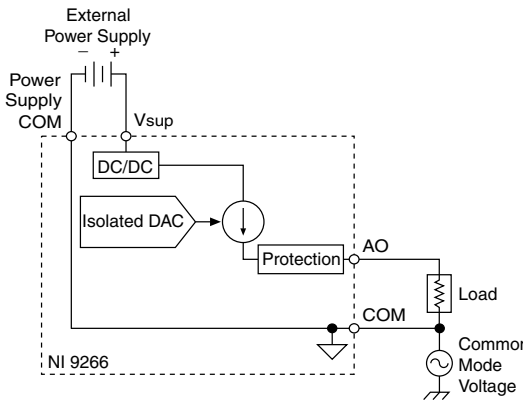 External
Power Supply
− +
Power
Supply
COM
Vsup
DC/DC
Isolated DAC
Protection
AO
Load
COM
Common
Mode
Voltage
NI 9266